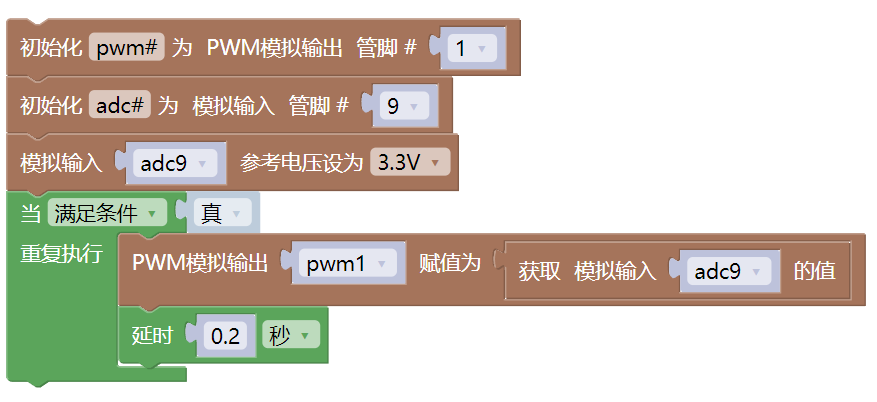 初始化 pwm# 为 PWM模拟输出 管脚 # 1
初始化 adc# 为 模拟输入 管脚 # 9
模拟输入 adc9 参考电压设为 3.3V
当 满足条件 真
重复执行 PWM模拟输出 pwm1 赋值为 获取 模拟输入 adc9 的值
延时 0.2 秒